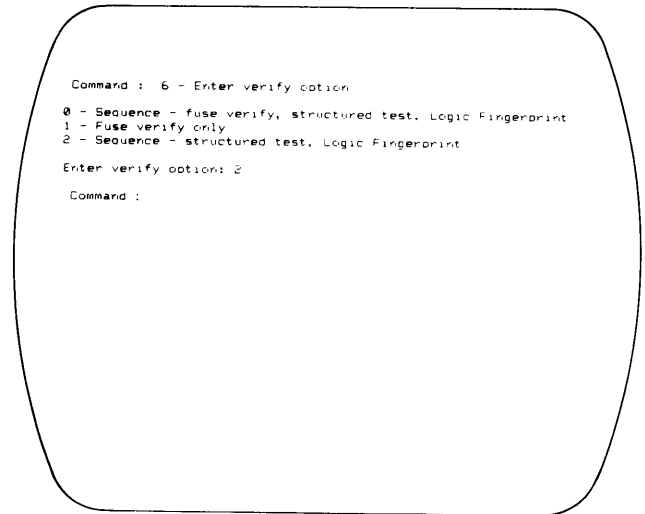 Command :  6 - Enter verify option
0 - Sequence - fuse verify, structured test, Logic Fingerprint
1 - Fuse verify only
2 - Sequence - structured test, Logic Fingerprint
Enter verify option: 2
Command :